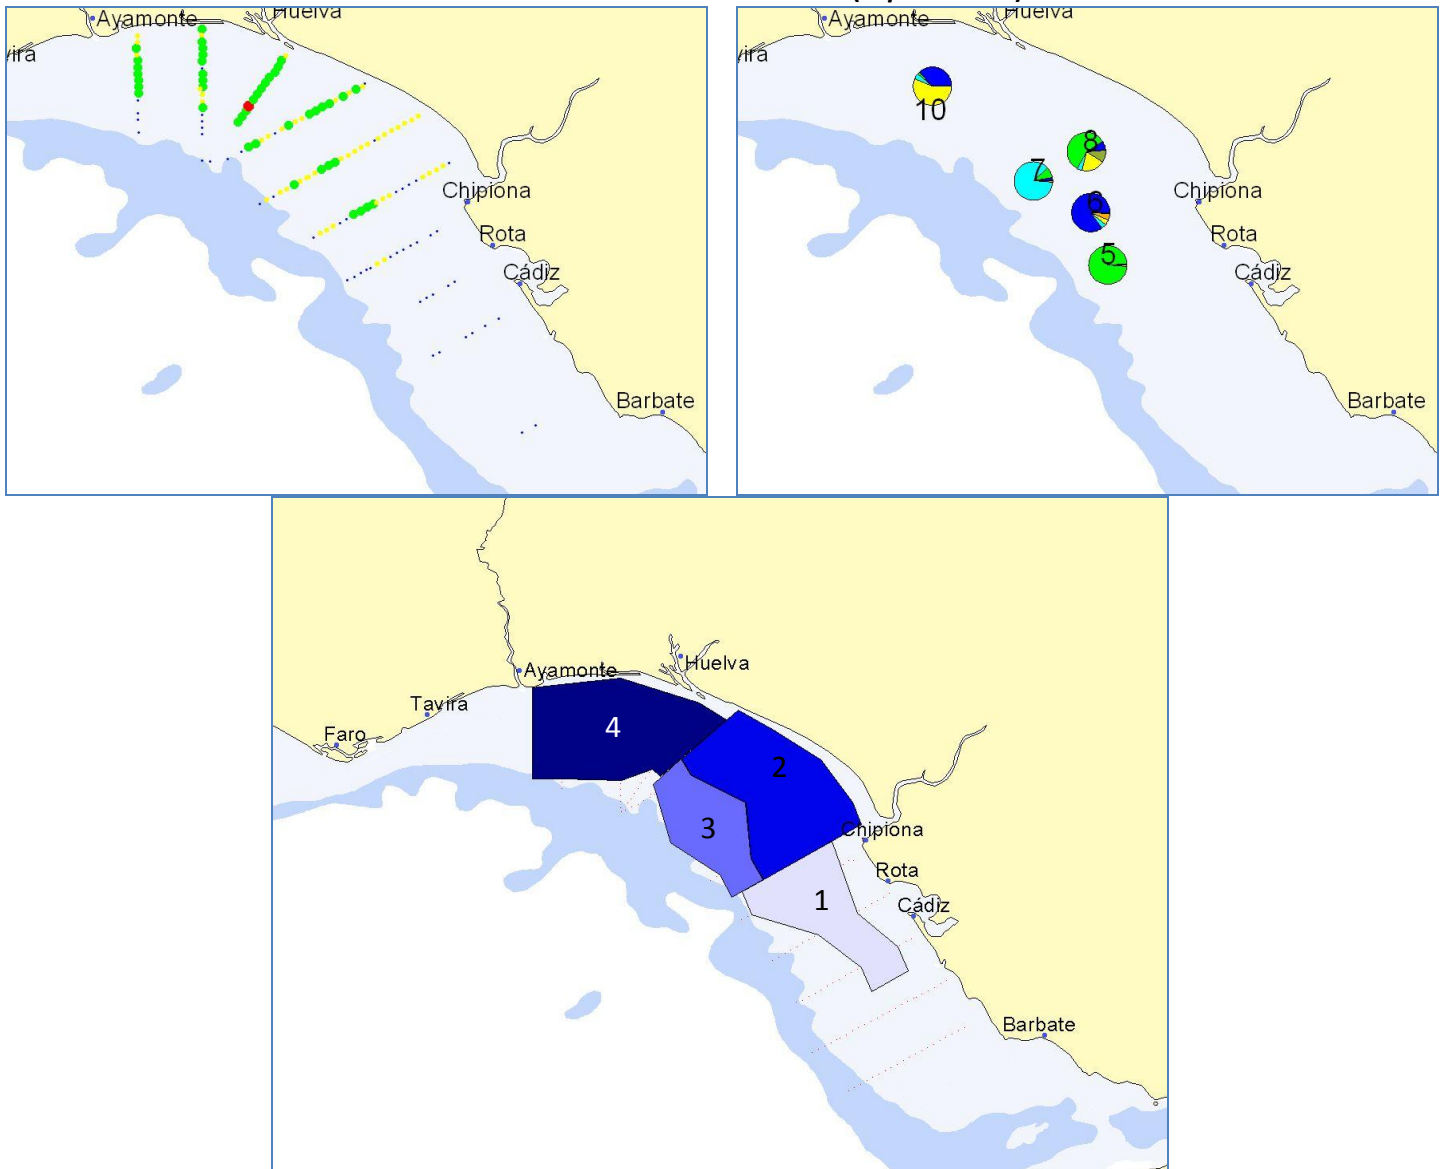 Ayamonte
Huelva
Chipiona
Rota
Cádiz
Barbate
Ayamonte
Huelva
10
8
7
6
5
Chipiona
Rota
Cádiz
Barbate
Ayamonte
Huelva
Tavira
Faro
4
2
3
Chipiona
1
Rota
Cádiz
Barbate